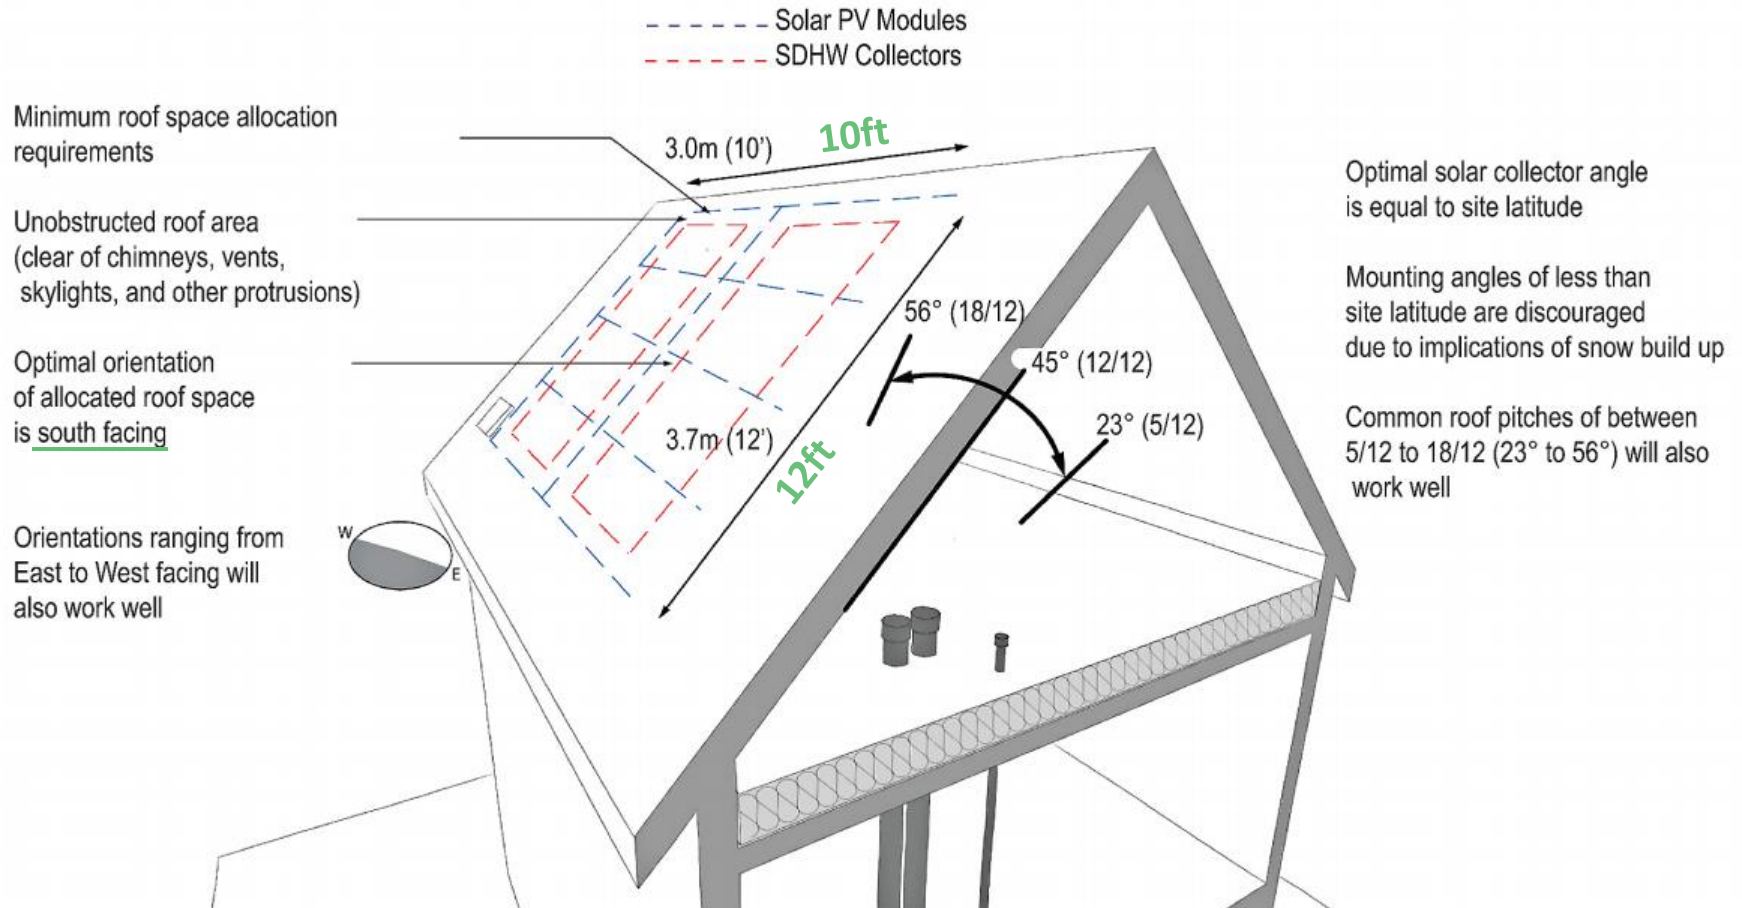 Solar PV Modules
SDHW Collectors
Minimum roof space allocation
requirements
3.0m (10')
10ft
Unobstructed roof area
(clear of chimneys, vents,
skylights, and other protrusions)
Optimal orientation
of allocated roof space
is south facing
Orientations ranging from
East to West facing will
also work well
W
E
3.7m (12')
12ft
56° (18/12)
45° (12/12)
23° (5/12)
Optimal solar collector angle
is equal to site latitude
Mounting angles of less than
site latitude are discouraged
due to implications of snow build up
Common roof pitches of between
5/12 to 18/12 (23° to 56°) will also
work well